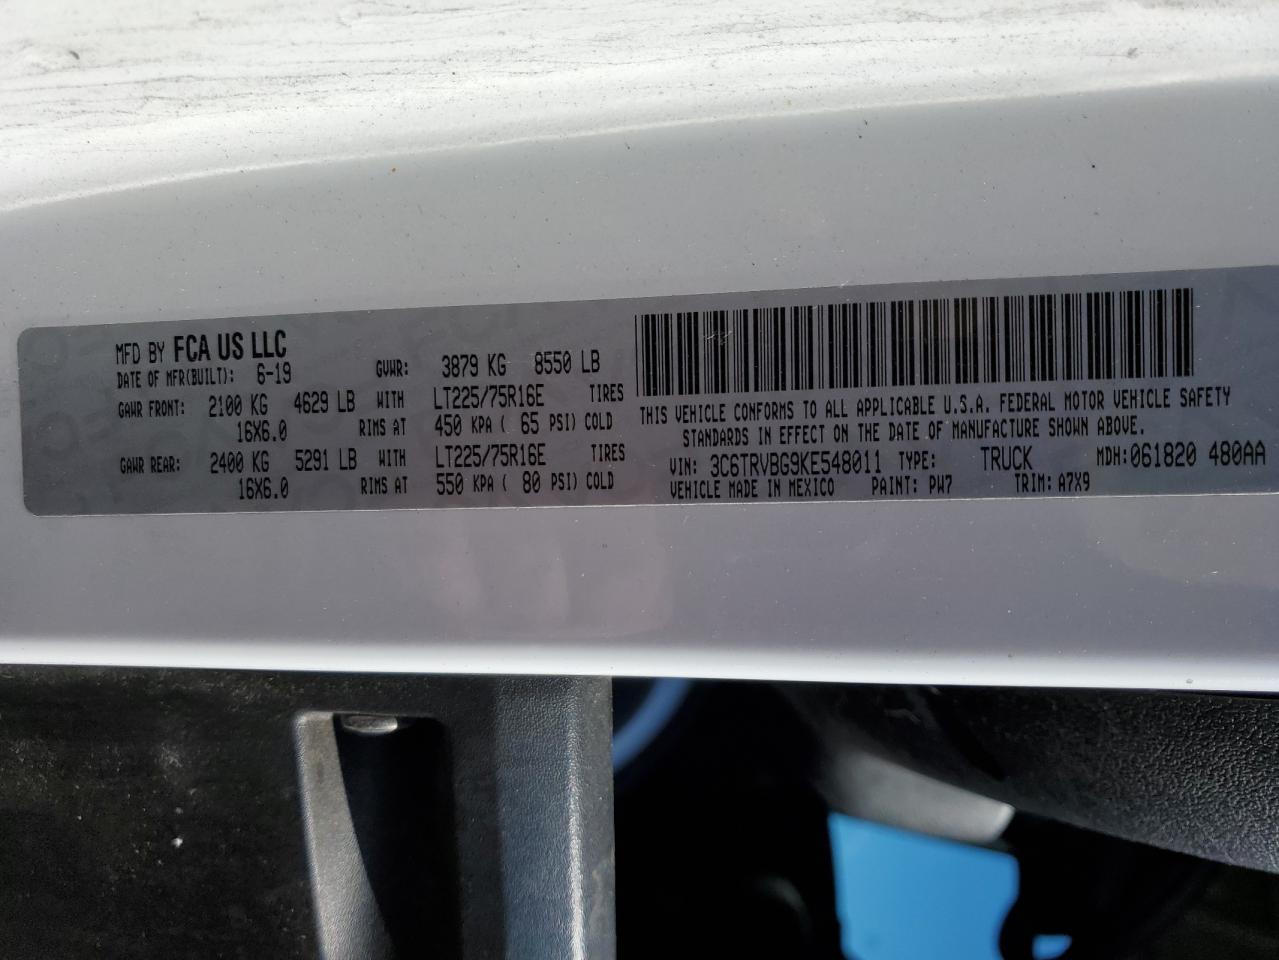 MFD BY FCA US LLC
DATE OF MFR(BUILT): 6-19 GVWR: 3879 KG 8550 LB
GAWR FRONT: 2100 KG 4629 LB WITH LT225/75R16E TIRES
16X6.0 RIMS AT 450 KPA ( 65 PSI) COLD
GAWR REAR: 2400 KG 5291 LB WITH LT225/75R16E TIRES
16X6.0 RIMS AT 550 KPA ( 80 PSI) COLD
THIS VEHICLE CONFORMS TO ALL APPLICABLE U.S.A. FEDERAL MOTOR VEHICLE SAFETY
STANDARDS IN EFFECT ON THE DATE OF MANUFACTURE SHOWN ABOVE.
VIN: 3C6TRVBG9KE548011 TYPE: TRUCK MDH:061820 480AA
VEHICLE MADE IN MEXICO PAINT: PW7 TRIM: A7X9